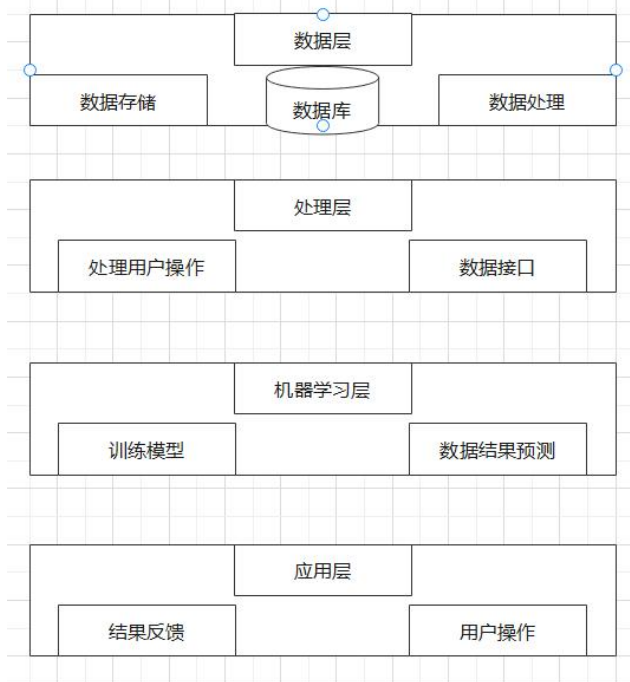 数据层
数据存储
数据库
数据处理
处理层
处理用户操作
数据接口
机器学习层
训练模型
数据结果预测
应用层
结果反馈
用户操作